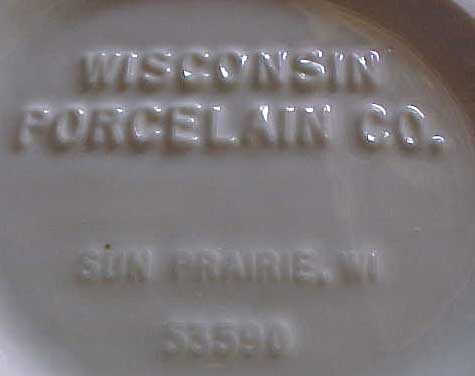 WISCONSIN
PORCELAIN CO.
SUN PRAIRIE, WI
53590